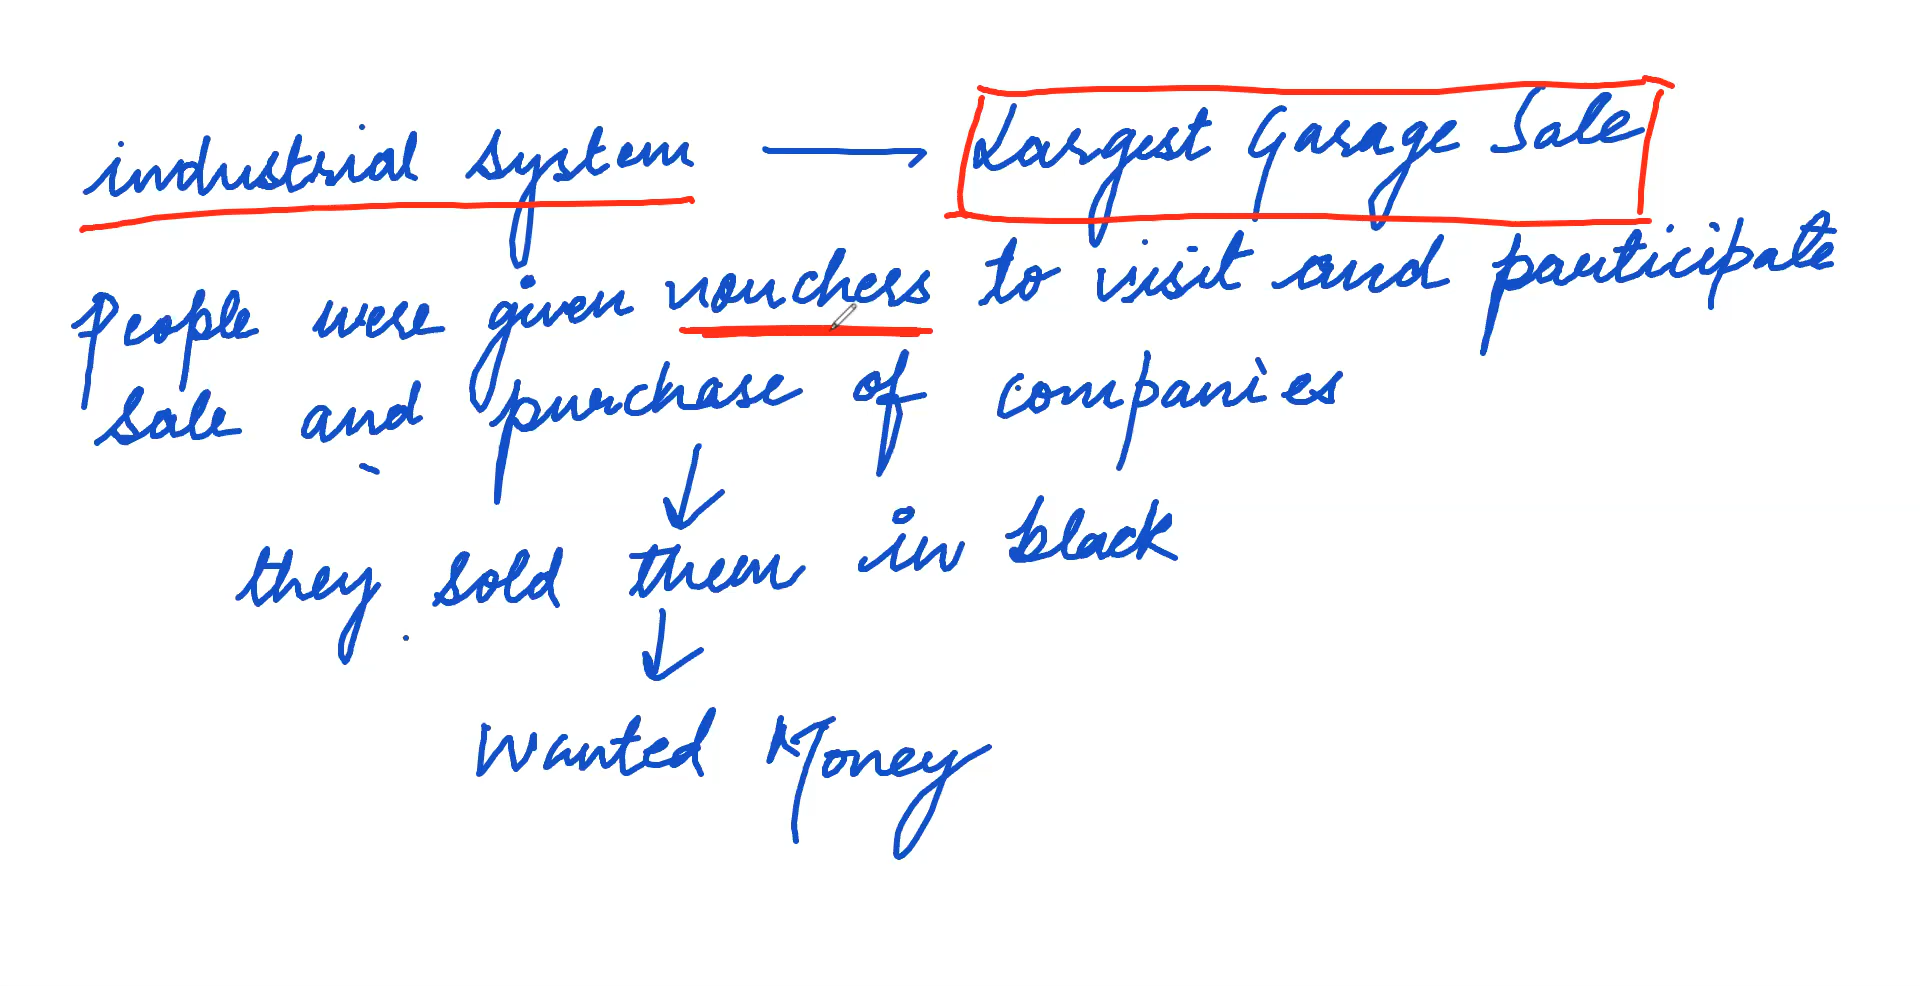 industrial system → Largest Garage Sale
People were given vouchers to visit and participate
sale and purchase of companies
they sold them in black
Wanted Money